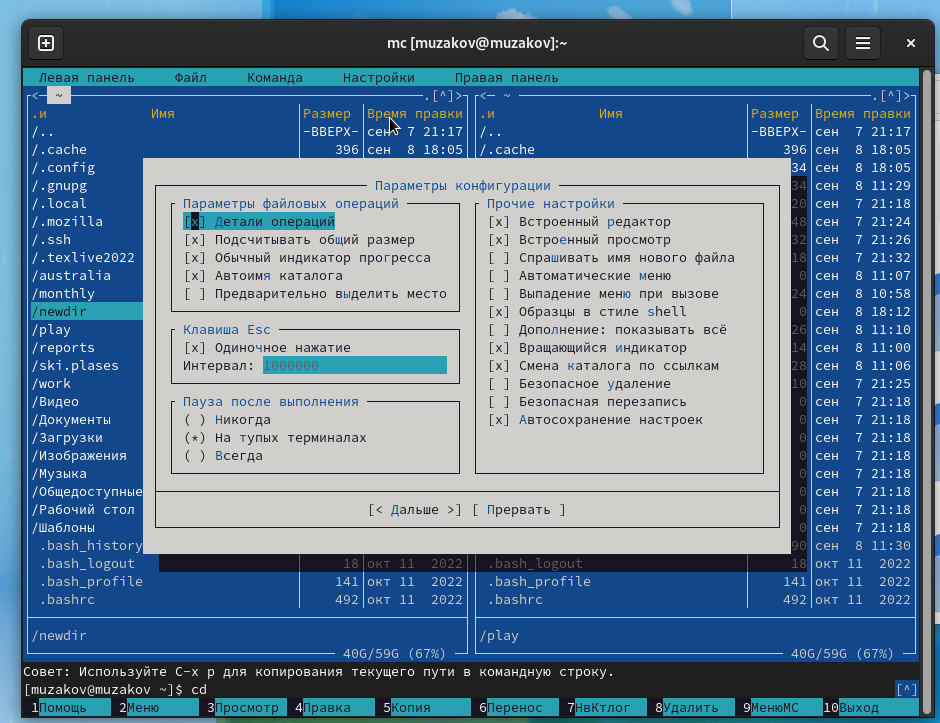 mc [muzakov@muzakov]:~
Левая панель Файл Команда Настройки Правая панель
<─ ~ .[^]> <─ ~ .[^]>
.и Имя Размер Время правки .и Имя Размер Время правки
/.. -ВВЕРХ- сен 7 21:17 /.. -ВВЕРХ- сен 7 21:17
/.cache 396 сен 8 18:05 /.cache 396 сен 8 18:05
/.config 34 сен 8 18:05
Параметры конфигурации
/.gnupg 34 сен 8 11:29
Параметры файловых операций Прочие настройки
/.local 20 сен 7 21:18
/.mozilla [x] Детали операций [x] Встроенный редактор 48 сен 7 21:24
/.ssh [x] Подсчитывать общий размер [x] Встроенный просмотр 32 сен 7 21:26
/.texlive2022 [x] Обычный индикатор прогресса [ ] Спрашивать имя нового файла 18 сен 7 21:32
/australia [x] Автоимя каталога [ ] Автоматические меню 0 сен 8 11:07
/monthly [ ] Предварительно выделить место [ ] Выпадение меню при вызове 24 сен 8 10:58
/newdir [x] Образцы в стиле shell 0 сен 8 18:12
/play Клавиша Esc [ ] Дополнение: показывать всё 26 сен 8 11:10
/reports [x] Одиночное нажатие [x] Вращающийся индикатор 14 сен 8 11:00
/ski.plases Интервал: 1000000 [x] Смена каталога по ссылкам 28 сен 8 11:06
/work [ ] Безопасное удаление 10 сен 7 21:25
/Видео Пауза после выполнения [ ] Безопасная перезапись 0 сен 7 21:18
/Документы ( ) Никогда [x] Автосохранение настроек 0 сен 7 21:18
/Загрузки (*) На тупых терминалах 0 сен 7 21:18
/Изображения ( ) Всегда 0 сен 7 21:18
/Музыка 0 сен 7 21:18
/Общедоступные 0 сен 7 21:18
/Рабочий стол [< Дальше >] [ Прервать ] 0 сен 7 21:18
/Шаблоны 0 сен 7 21:18
.bash_history 90 сен 8 11:30
.bash_logout 18 окт 11 2022 .bash_logout 18 окт 11 2022
.bash_profile 141 окт 11 2022 .bash_profile 141 окт 11 2022
.bashrc 492 окт 11 2022 .bashrc 492 окт 11 2022
/newdir /play
40G/59G (67%) 40G/59G (67%)
Совет: Используйте C-x p для копирования текущего пути в командную строку.
[muzakov@muzakov ~]$ cd [^]
1Помощь 2Меню 3Просмотр 4Правка 5Копия 6Перенос 7НвКтлог 8Удалить 9МенюМС 10Выход